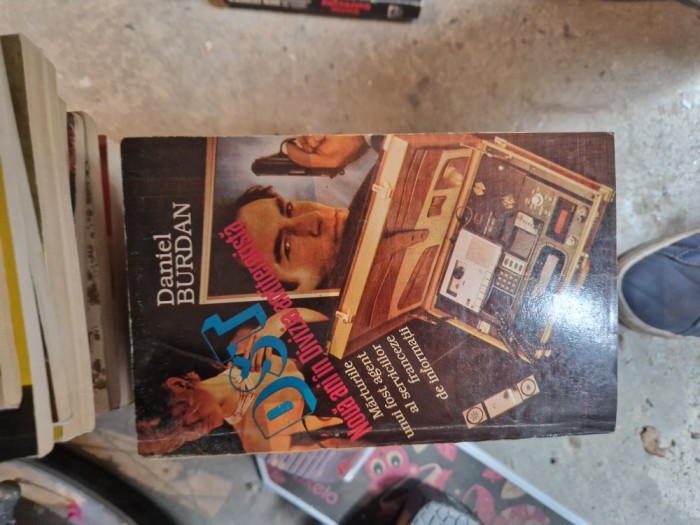 Daniel
BURDAN
DST
Nouă ani în Divizia antiteroristă
Mărturiile
unui fost agent
al serviciilor
franceze
de informații